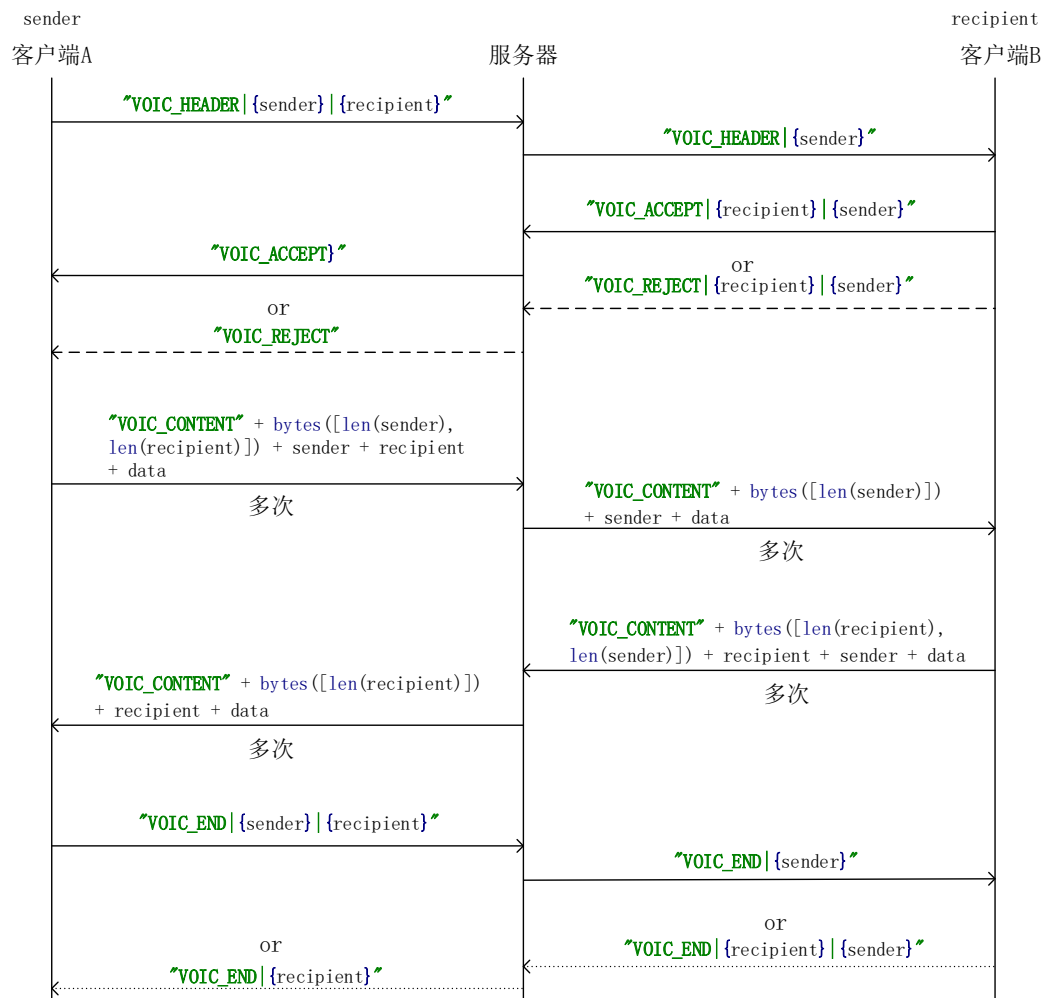 sender
recipient
客户端A
服务器
客户端B
"VOIC_HEADER|{sender}|{recipient}"
"VOIC_HEADER|{sender}"
"VOIC_ACCEPT|{recipient}|{sender}"
"VOIC_ACCEPT}"
or
"VOIC_REJECT|{recipient}|{sender}"
or
"VOIC_REJECT"
"VOIC_CONTENT" + bytes([len(sender),
len(recipient)]) + sender + recipient
+ data
多次
"VOIC_CONTENT" + bytes([len(sender)])
+ sender + data
多次
"VOIC_CONTENT" + bytes([len(recipient),
len(sender)]) + recipient + sender + data
多次
"VOIC_CONTENT" + bytes([len(recipient)])
+ recipient + data
多次
"VOIC_END|{sender}|{recipient}"
"VOIC_END|{sender}"
or
"VOIC_END|{recipient}|{sender}"
or
"VOIC_END|{recipient}"